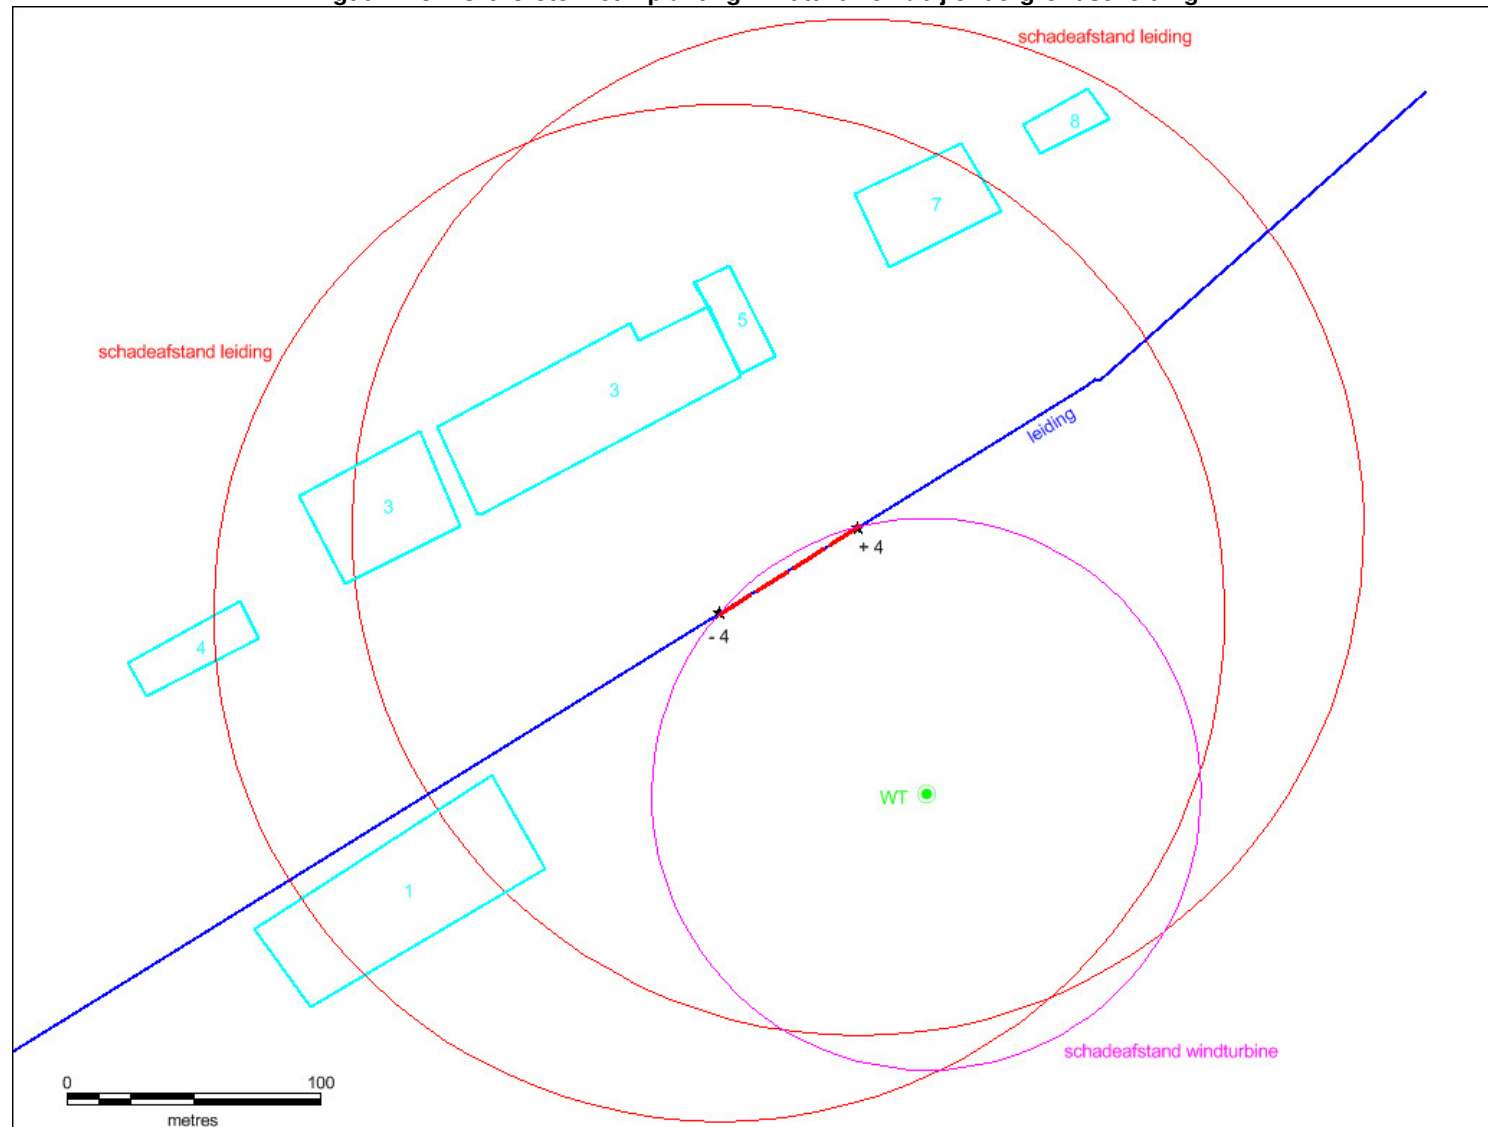 schadeafstand leiding
8
7
5
schadeafstand leiding
3
leiding
3
+ 4
- 4
4
WT
1
schadeafstand windturbine
0 100
metres